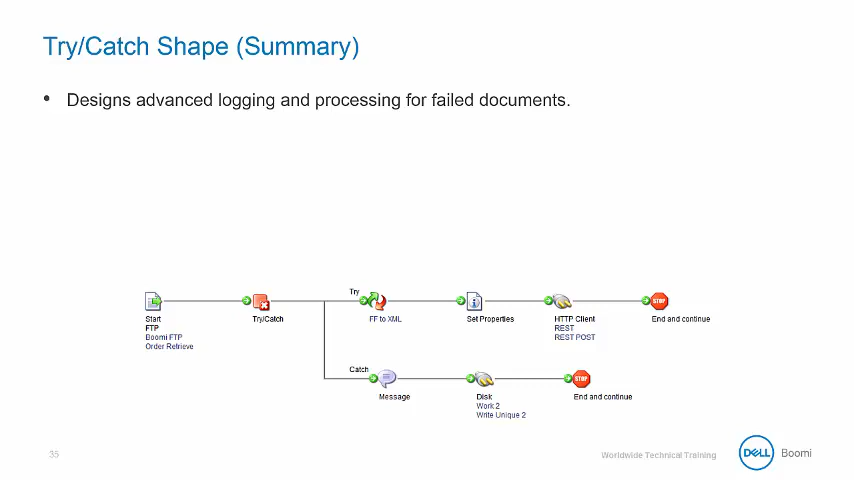 Try/Catch Shape (Summary)
• Designs advanced logging and processing for failed documents.
Try
Start
FTP
Boomi FTP
Order Retrieve
Try/Catch
FF to XML
Set Properties
HTTP Client
REST
REST POST
STOP
End and continue
Catch
Message
Disk
Work 2
Write Unique 2
STOP
End and continue
35
Worldwide Technical Training
DELL
Boomi